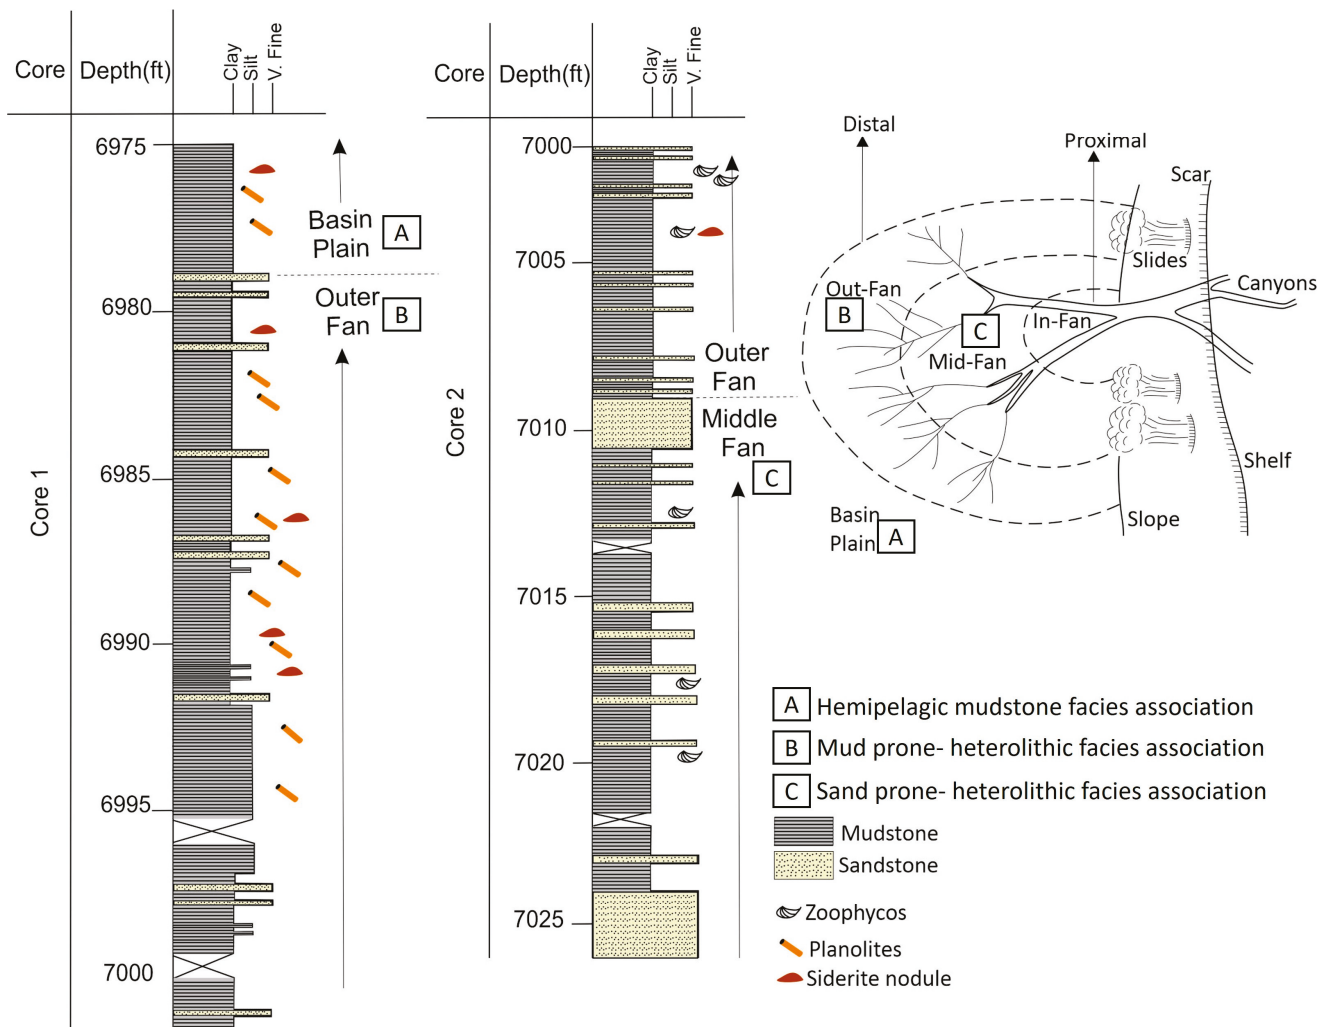 Core
Depth(ft)
Clay
Silt
V. Fine
6975
6980
6985
6990
6995
7000
Core 1
Basin
Plain
A
Outer
Fan
B
Core
Depth(ft)
Clay
Silt
V. Fine
7000
7005
7010
7015
7020
7025
Core 2
Outer
Fan
Middle
Fan
C
Distal
Proximal
Scar
Slides
Canyons
Out-Fan
B
C
In-Fan
Mid-Fan
Shelf
Basin
Plain
A
Slope
A Hemipelagic mudstone facies association
B Mud prone- heterolithic facies association
C Sand prone- heterolithic facies association
Mudstone
Sandstone
Zoophycos
Planolites
Siderite nodule